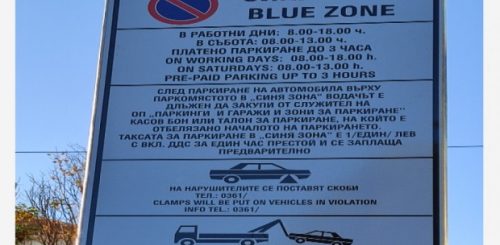 BLUE ZONE
В РАБОТНИ ДНИ: 8.00-18.00 ч.
В СЪБОТА: 08.00-13.00 ч.
ПЛАТЕНО ПАРКИРАНЕ ДО 3 ЧАСА
ON WORKING DAYS: 08.00-18.00 h.
ON SATURDAYS: 08.00-13.00 h.
PRE-PAID PARKING UP TO 3 HOURS
СЛЕД ПАРКИРАНЕ НА АВТОМОБИЛА ВЪРХУ
ПАРКОМЯСТОТО В „СИНЯ ЗОНА" ВОДАЧЪТ Е
ДЛЪЖЕН ДА ЗАКУПИ ОТ СЛУЖИТЕЛ НА
ОП „ПАРКИНГИ И ГАРАЖИ И ЗОНИ ЗА ПАРКИРАНЕ"
КАСОВ БОН ИЛИ ТАЛОН ЗА ПАРКИРАНЕ, НА КОЙТО Е
ОТБЕЛЯЗАНО НАЧАЛОТО НА ПАРКИРАНЕТО.
ТАКСАТА ЗА ПАРКИРАНЕ В „СИНЯ ЗОНА" Е 1 /ЕДИН/ ЛЕВ
С ВКЛ. ДДС ЗА ЕДИН ЧАС ПРЕСТОЙ И СЕ ЗАПЛАЩА
ПРЕДВАРИТЕЛНО
НА НАРУШИТЕЛИТЕ СЕ ПОСТАВЯТ СКОБИ
ТЕЛ.: 0361/
CLAMPS WILL BE PUT ON VEHICLES IN VIOLATION
INFO TEL.: 0361/